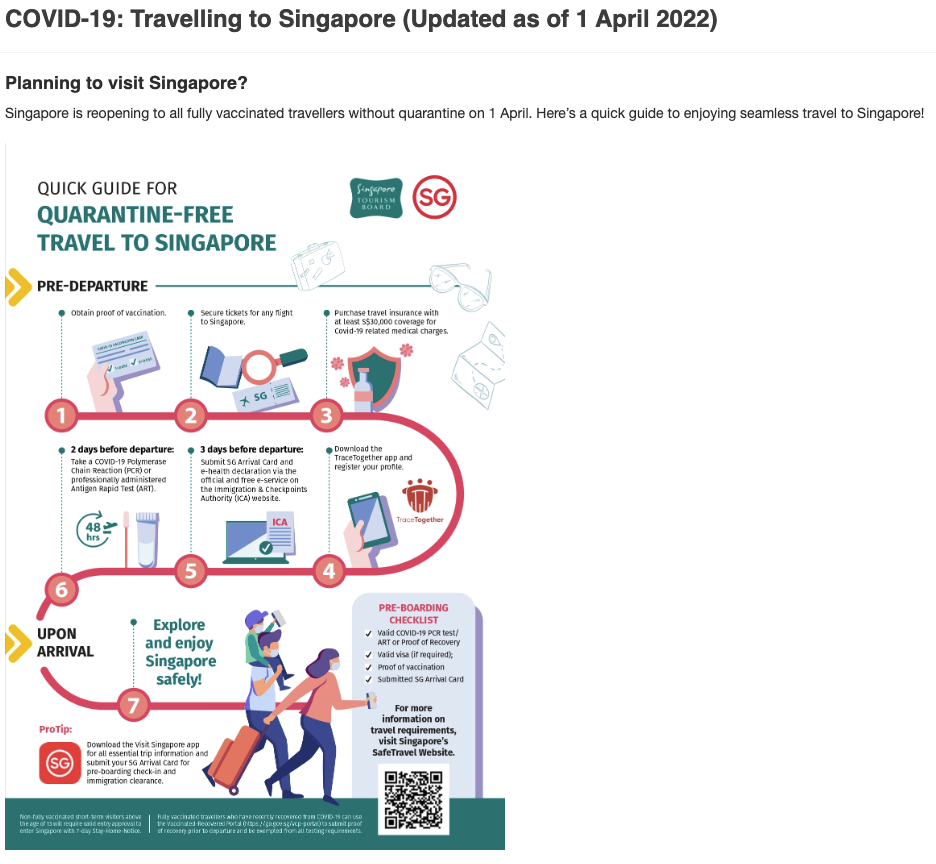 COVID-19: Travelling to Singapore (Updated as of 1 April 2022)
Planning to visit Singapore?
Singapore is reopening to all fully vaccinated travellers without quarantine on 1 April. Here's a quick guide to enjoying seamless travel to Singapore!
QUICK GUIDE FOR
QUARANTINE-FREE
TRAVEL TO SINGAPORE
Singapore
TOURISM
BOARD
SG
PRE-DEPARTURE
Obtain proof of vaccination.
Secure tickets for any flight
to Singapore.
Purchase travel insurance with
at least S$30,000 coverage for
Covid-19 related medical charges.
COVID-19 VACCINATION CARD
SG
1
2
3
2 days before departure:
Take a COVID-19 Polymerase
Chain Reaction (PCR) or
professionally administered
Antigen Rapid Test (ART).
3 days before departure:
Submit SG Arrival Card and
e-health declaration via the
official and free e-service on
the Immigration & Checkpoints
Authority (ICA) website.
Download the
TraceTogether app and
register your profile.
48
hrs
ICA
TraceTogether
6
5
4
UPON
ARRIVAL
Explore
and enjoy
Singapore
safely!
7
PRE-BOARDING
CHECKLIST
Valid COVID-19 PCR test/
ART or Proof of Recovery
Valid visa (if required);
Proof of vaccination
Submitted SG Arrival Card
For more
information on
travel requirements,
visit Singapore's
SafeTravel Website.
ProTip:
SG
Download the Visit Singapore app
for all essential trip information and
submit your SG Arrival Card for
pre-boarding check-in and
immigration clearance.
Non-fully vaccinated short-term visitors above
the age of 13 will require valid entry approval to
enter Singapore with 7-day Stay-Home-Notice.
Fully vaccinated travellers who have recently recovered from COVID-19 can use
the Vaccinated-Recovered Portal (https://go.gov.sg/vcp-portal) to submit proof
of recovery prior to departure and be exempted from all testing requirements.